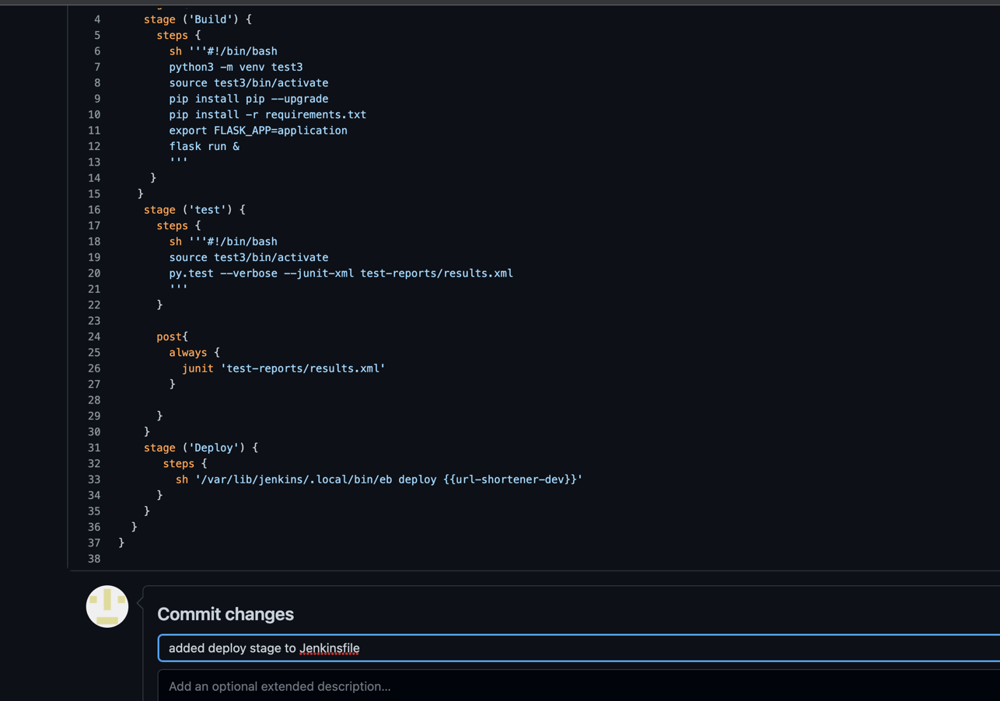 4 stage ('Build') {
5 steps {
6 sh '''#!/bin/bash
7 python3 -m venv test3
8 source test3/bin/activate
9 pip install pip --upgrade
10 pip install -r requirements.txt
11 export FLASK_APP=application
12 flask run &
13 '''
14 }
15 }
16 stage ('test') {
17 steps {
18 sh '''#!/bin/bash
19 source test3/bin/activate
20 py.test --verbose --junit-xml test-reports/results.xml
21 '''
22 }
23
24 post{
25 always {
26 junit 'test-reports/results.xml'
27 }
28
29 }
30 }
31 stage ('Deploy') {
32 steps {
33 sh '/var/lib/jenkins/.local/bin/eb deploy {{url-shortener-dev}}'
34 }
35 }
36 }
37 }
38
Commit changes
added deploy stage to Jenkinsfile
Add an optional extended description...